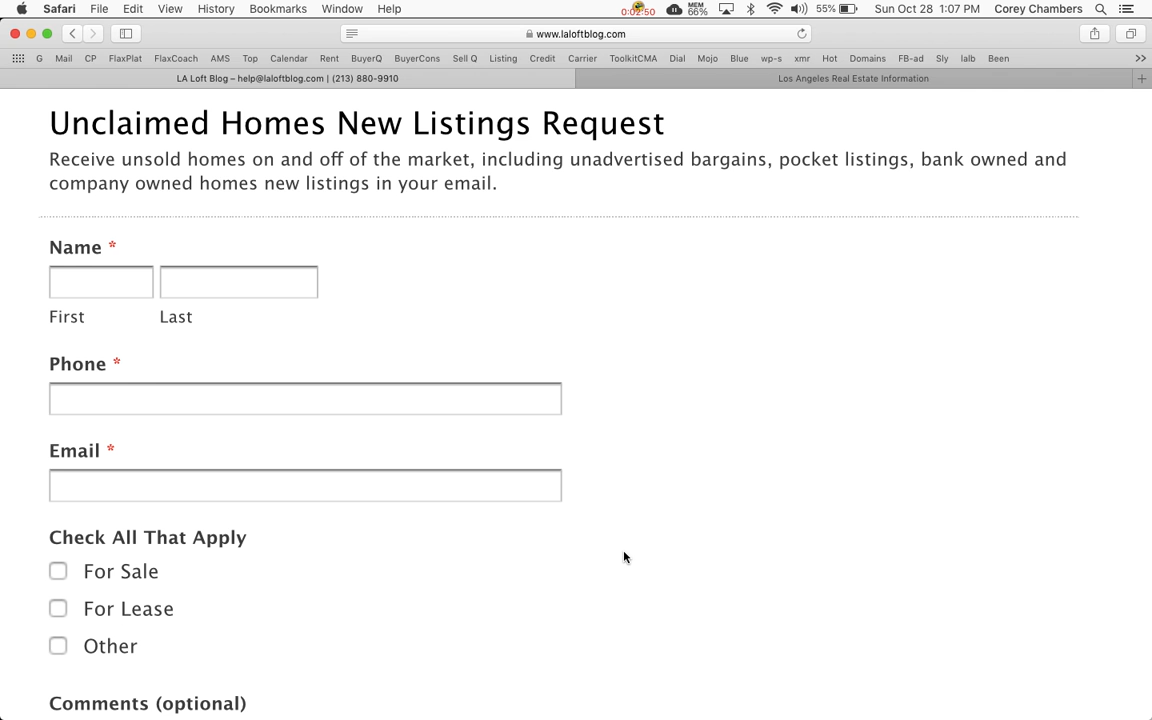 Safari File Edit View History Bookmarks Window Help 0:02:50 MEM 66% 55% Sun Oct 28 1:07 PM Corey Chambers
www.laloftblog.com
G Mail CP FlaxPlat FlaxCoach AMS Top Calendar Rent BuyerQ BuyerCons Sell Q Listing Credit Carrier ToolkitCMA Dial Mojo Blue wp-s xmr Hot Domains FB-ad Sly lalb Been
LA Loft Blog – help@laloftblog.com | (213) 880-9910 Los Angeles Real Estate Information
Unclaimed Homes New Listings Request
Receive unsold homes on and off of the market, including unadvertised bargains, pocket listings, bank owned and
company owned homes new listings in your email.
Name *
First Last
Phone *
Email *
Check All That Apply
For Sale
For Lease
Other
Comments (optional)